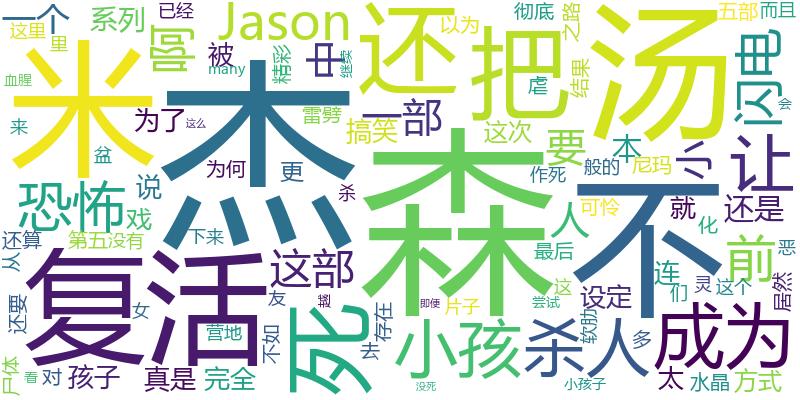 一个 系列 啊 Jason 还 把 汤 彻底 之路 五部 而且
已经 这里 里 被 中 精彩 以为 虐 结果 闪电
血腥 米 杰 many 继续 一部
来 为了 雷劈 搞笑 这次 要 本 小 让 会
盆 这么 为何 更 杀 森 作死 般的 尼玛 不
恐怖 说 戏 人 可怜 就 化 还是
还算 第五没有 下来 最后 前 恶
从 复活 这部 死 存在 这 连 们 灵 这个 居然
还要 女 友 营地 不如 去 越 即便 片子 设定 成为
尸体 对 孩子 真是 完全 小孩 尝试 杀人 软肋 多
春 没死 小孩子 太 水晶 方式